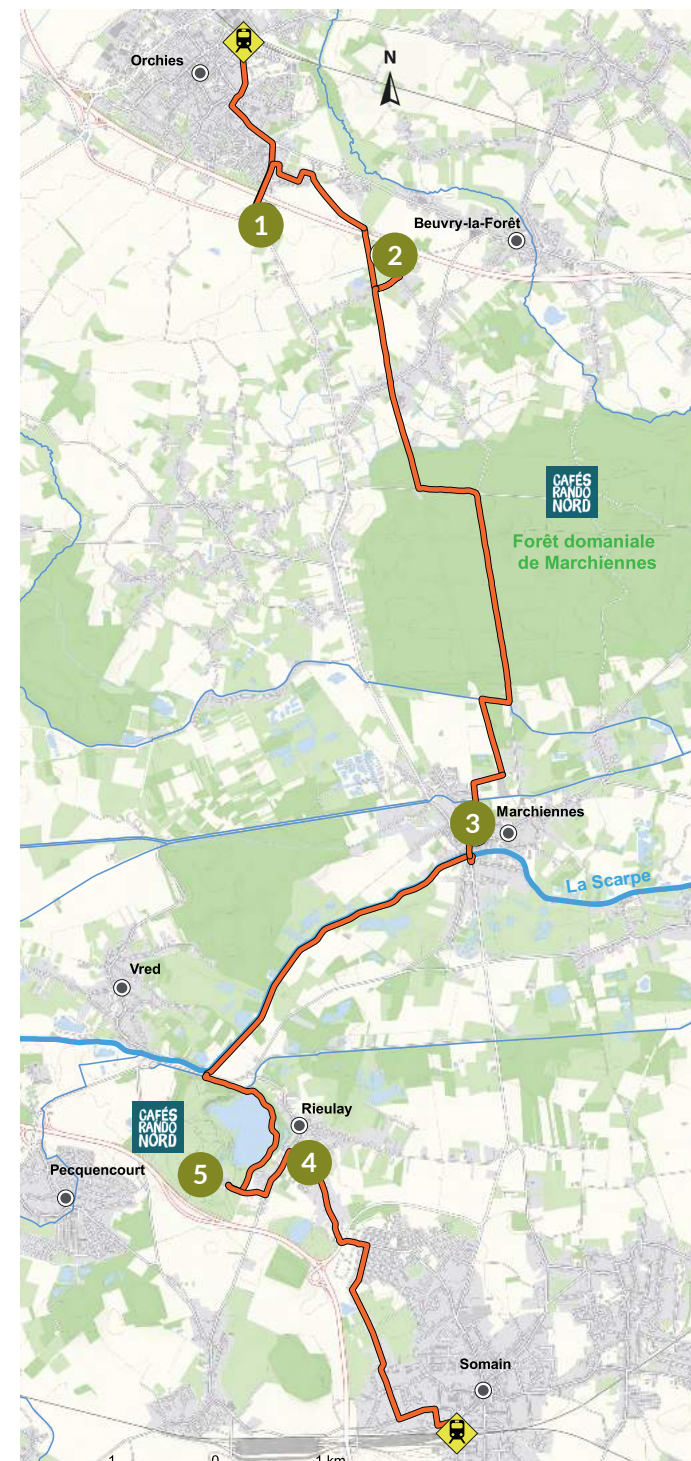 Orchies
N
1
Beuvry-la-Forêt
2
CAFÉS
RANDO
NORD
Forêt domaniale
de Marchiennes
3
Marchiennes
La Scarpe
Vred
CAFÉS
RANDO
NORD
Rieulay
4
Pecquencourt
5
Somain
1 0 1 km